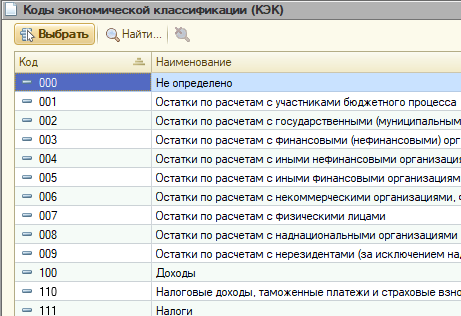 Коды экономической классификации (КЭК)
Выбрать Найти...
Код Наименование
000 Не определено
001 Остатки по расчетам с участниками бюджетного процесса
002 Остатки по расчетам с государственными (муниципальным
003 Остатки по расчетам с финансовыми (нефинансовыми) орг
004 Остатки по расчетам с иными нефинансовыми организаци
005 Остатки по расчетам с иными финансовыми организациям
006 Остатки по расчетам с некоммерческими организациями,
007 Остатки по расчетам с физическими лицами
008 Остатки по расчетам с наднациональными организациями
009 Остатки по расчетам с нерезидентами (за исключением на
100 Доходы
110 Налоговые доходы, таможенные платежи и страховые взно
111 Налоги